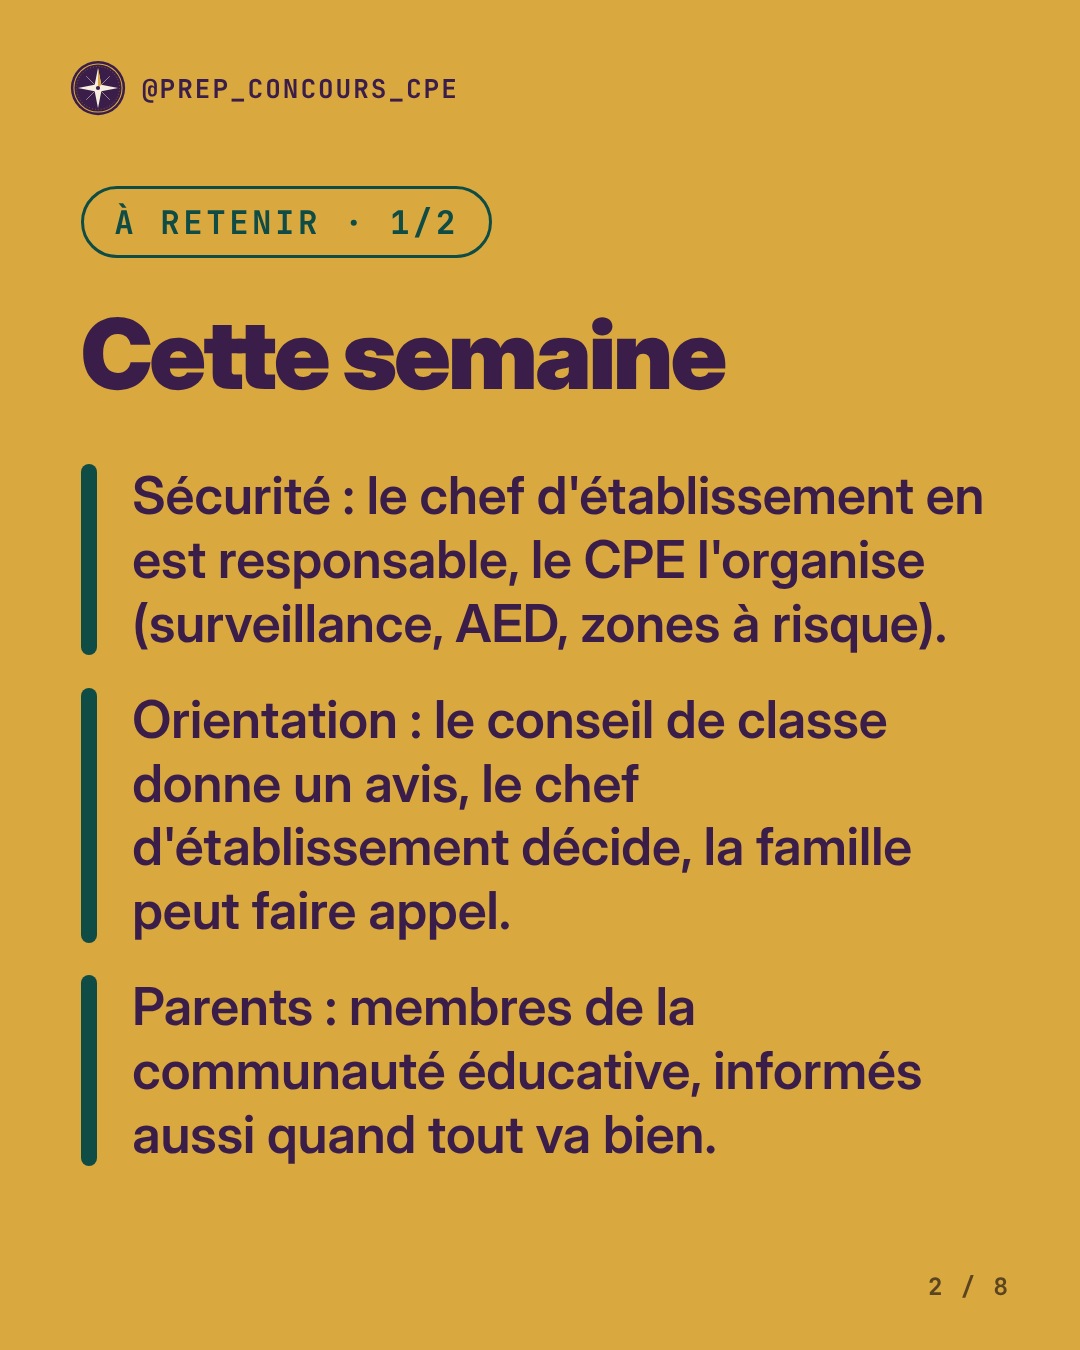 @PREP_CONCOURS_CPE
À RETENIR · 1/2
Cette semaine
Sécurité : le chef d'établissement en
est responsable, le CPE l'organise
(surveillance, AED, zones à risque).
Orientation : le conseil de classe
donne un avis, le chef
d'établissement décide, la famille
peut faire appel.
Parents : membres de la
communauté éducative, informés
aussi quand tout va bien.
2 / 8